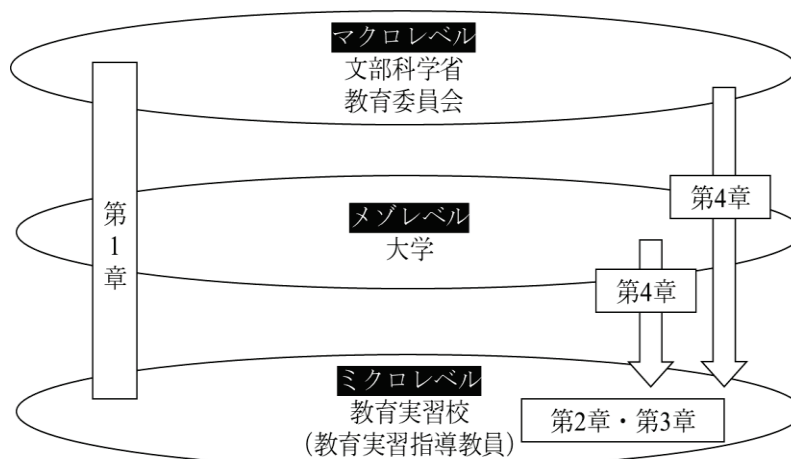 マクロレベル
文部科学省
教育委員会
第1章
メゾレベル
大学
第4章
第4章
ミクロレベル
教育実習校
（教育実習指導教員）
第2章・第3章